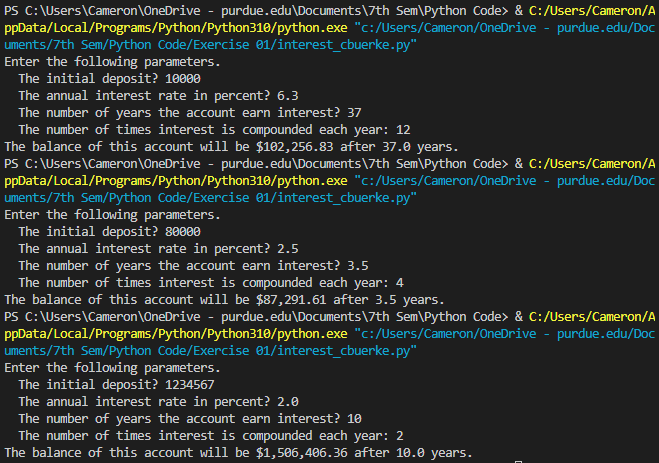 PS C:\Users\Cameron\OneDrive - purdue.edu\Documents\7th Sem\Python Code> & C:/Users/Cameron/A
ppData/Local/Programs/Python/Python310/python.exe "c:/Users/Cameron/OneDrive - purdue.edu/Doc
uments/7th Sem/Python Code/Exercise 01/interest_cbuerke.py"
Enter the following parameters.
  The initial deposit? 10000
  The annual interest rate in percent? 6.3
  The number of years the account earn interest? 37
  The number of times interest is compounded each year: 12
The balance of this account will be $102,256.83 after 37.0 years.
PS C:\Users\Cameron\OneDrive - purdue.edu\Documents\7th Sem\Python Code> & C:/Users/Cameron/A
ppData/Local/Programs/Python/Python310/python.exe "c:/Users/Cameron/OneDrive - purdue.edu/Doc
uments/7th Sem/Python Code/Exercise 01/interest_cbuerke.py"
Enter the following parameters.
  The initial deposit? 80000
  The annual interest rate in percent? 2.5
  The number of years the account earn interest? 3.5
  The number of times interest is compounded each year: 4
The balance of this account will be $87,291.61 after 3.5 years.
PS C:\Users\Cameron\OneDrive - purdue.edu\Documents\7th Sem\Python Code> & C:/Users/Cameron/A
ppData/Local/Programs/Python/Python310/python.exe "c:/Users/Cameron/OneDrive - purdue.edu/Doc
uments/7th Sem/Python Code/Exercise 01/interest_cbuerke.py"
Enter the following parameters.
  The initial deposit? 1234567
  The annual interest rate in percent? 2.0
  The number of years the account earn interest? 10
  The number of times interest is compounded each year: 2
The balance of this account will be $1,506,406.36 after 10.0 years.